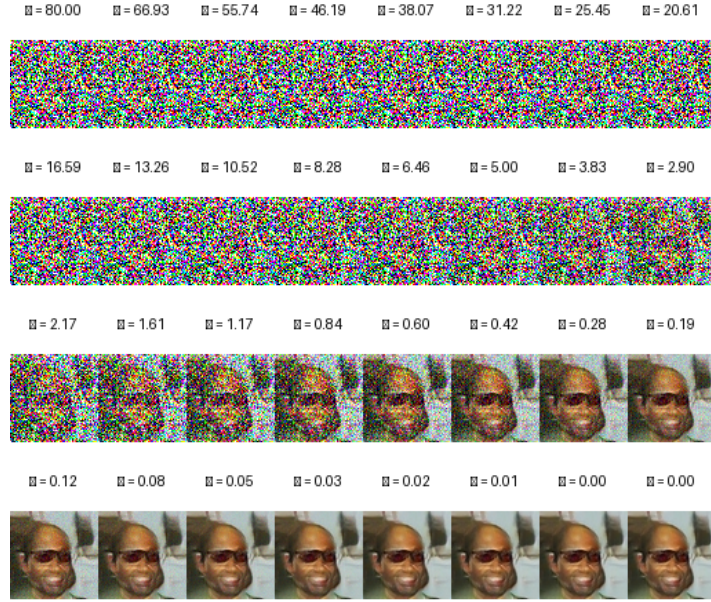 ▯ = 80.00 ▯ = 66.93 ▯ = 55.74 ▯ = 46.19 ▯ = 38.07 ▯ = 31.22 ▯ = 25.45 ▯ = 20.61
▯ = 16.59 ▯ = 13.26 ▯ = 10.52 ▯ = 8.28 ▯ = 6.46 ▯ = 5.00 ▯ = 3.83 ▯ = 2.90
▯ = 2.17 ▯ = 1.61 ▯ = 1.17 ▯ = 0.84 ▯ = 0.60 ▯ = 0.42 ▯ = 0.28 ▯ = 0.19
▯ = 0.12 ▯ = 0.08 ▯ = 0.05 ▯ = 0.03 ▯ = 0.02 ▯ = 0.01 ▯ = 0.00 ▯ = 0.00